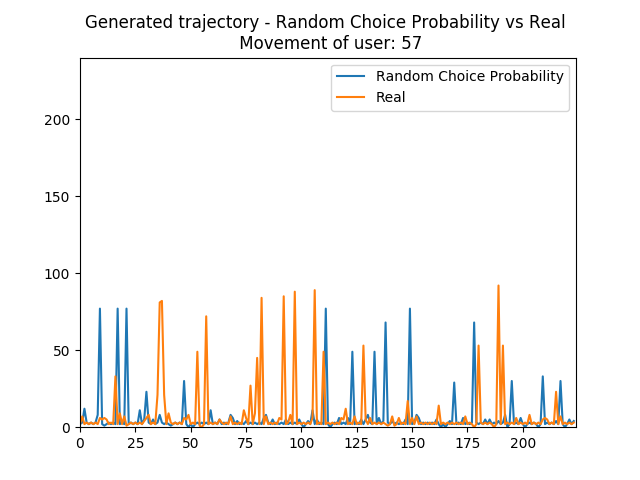 Generated trajectory - Random Choice Probability vs Real
Movement of user: 57
Random Choice Probability
Real
200
150
100
50
0
0 25 50 75 100 125 150 175 200